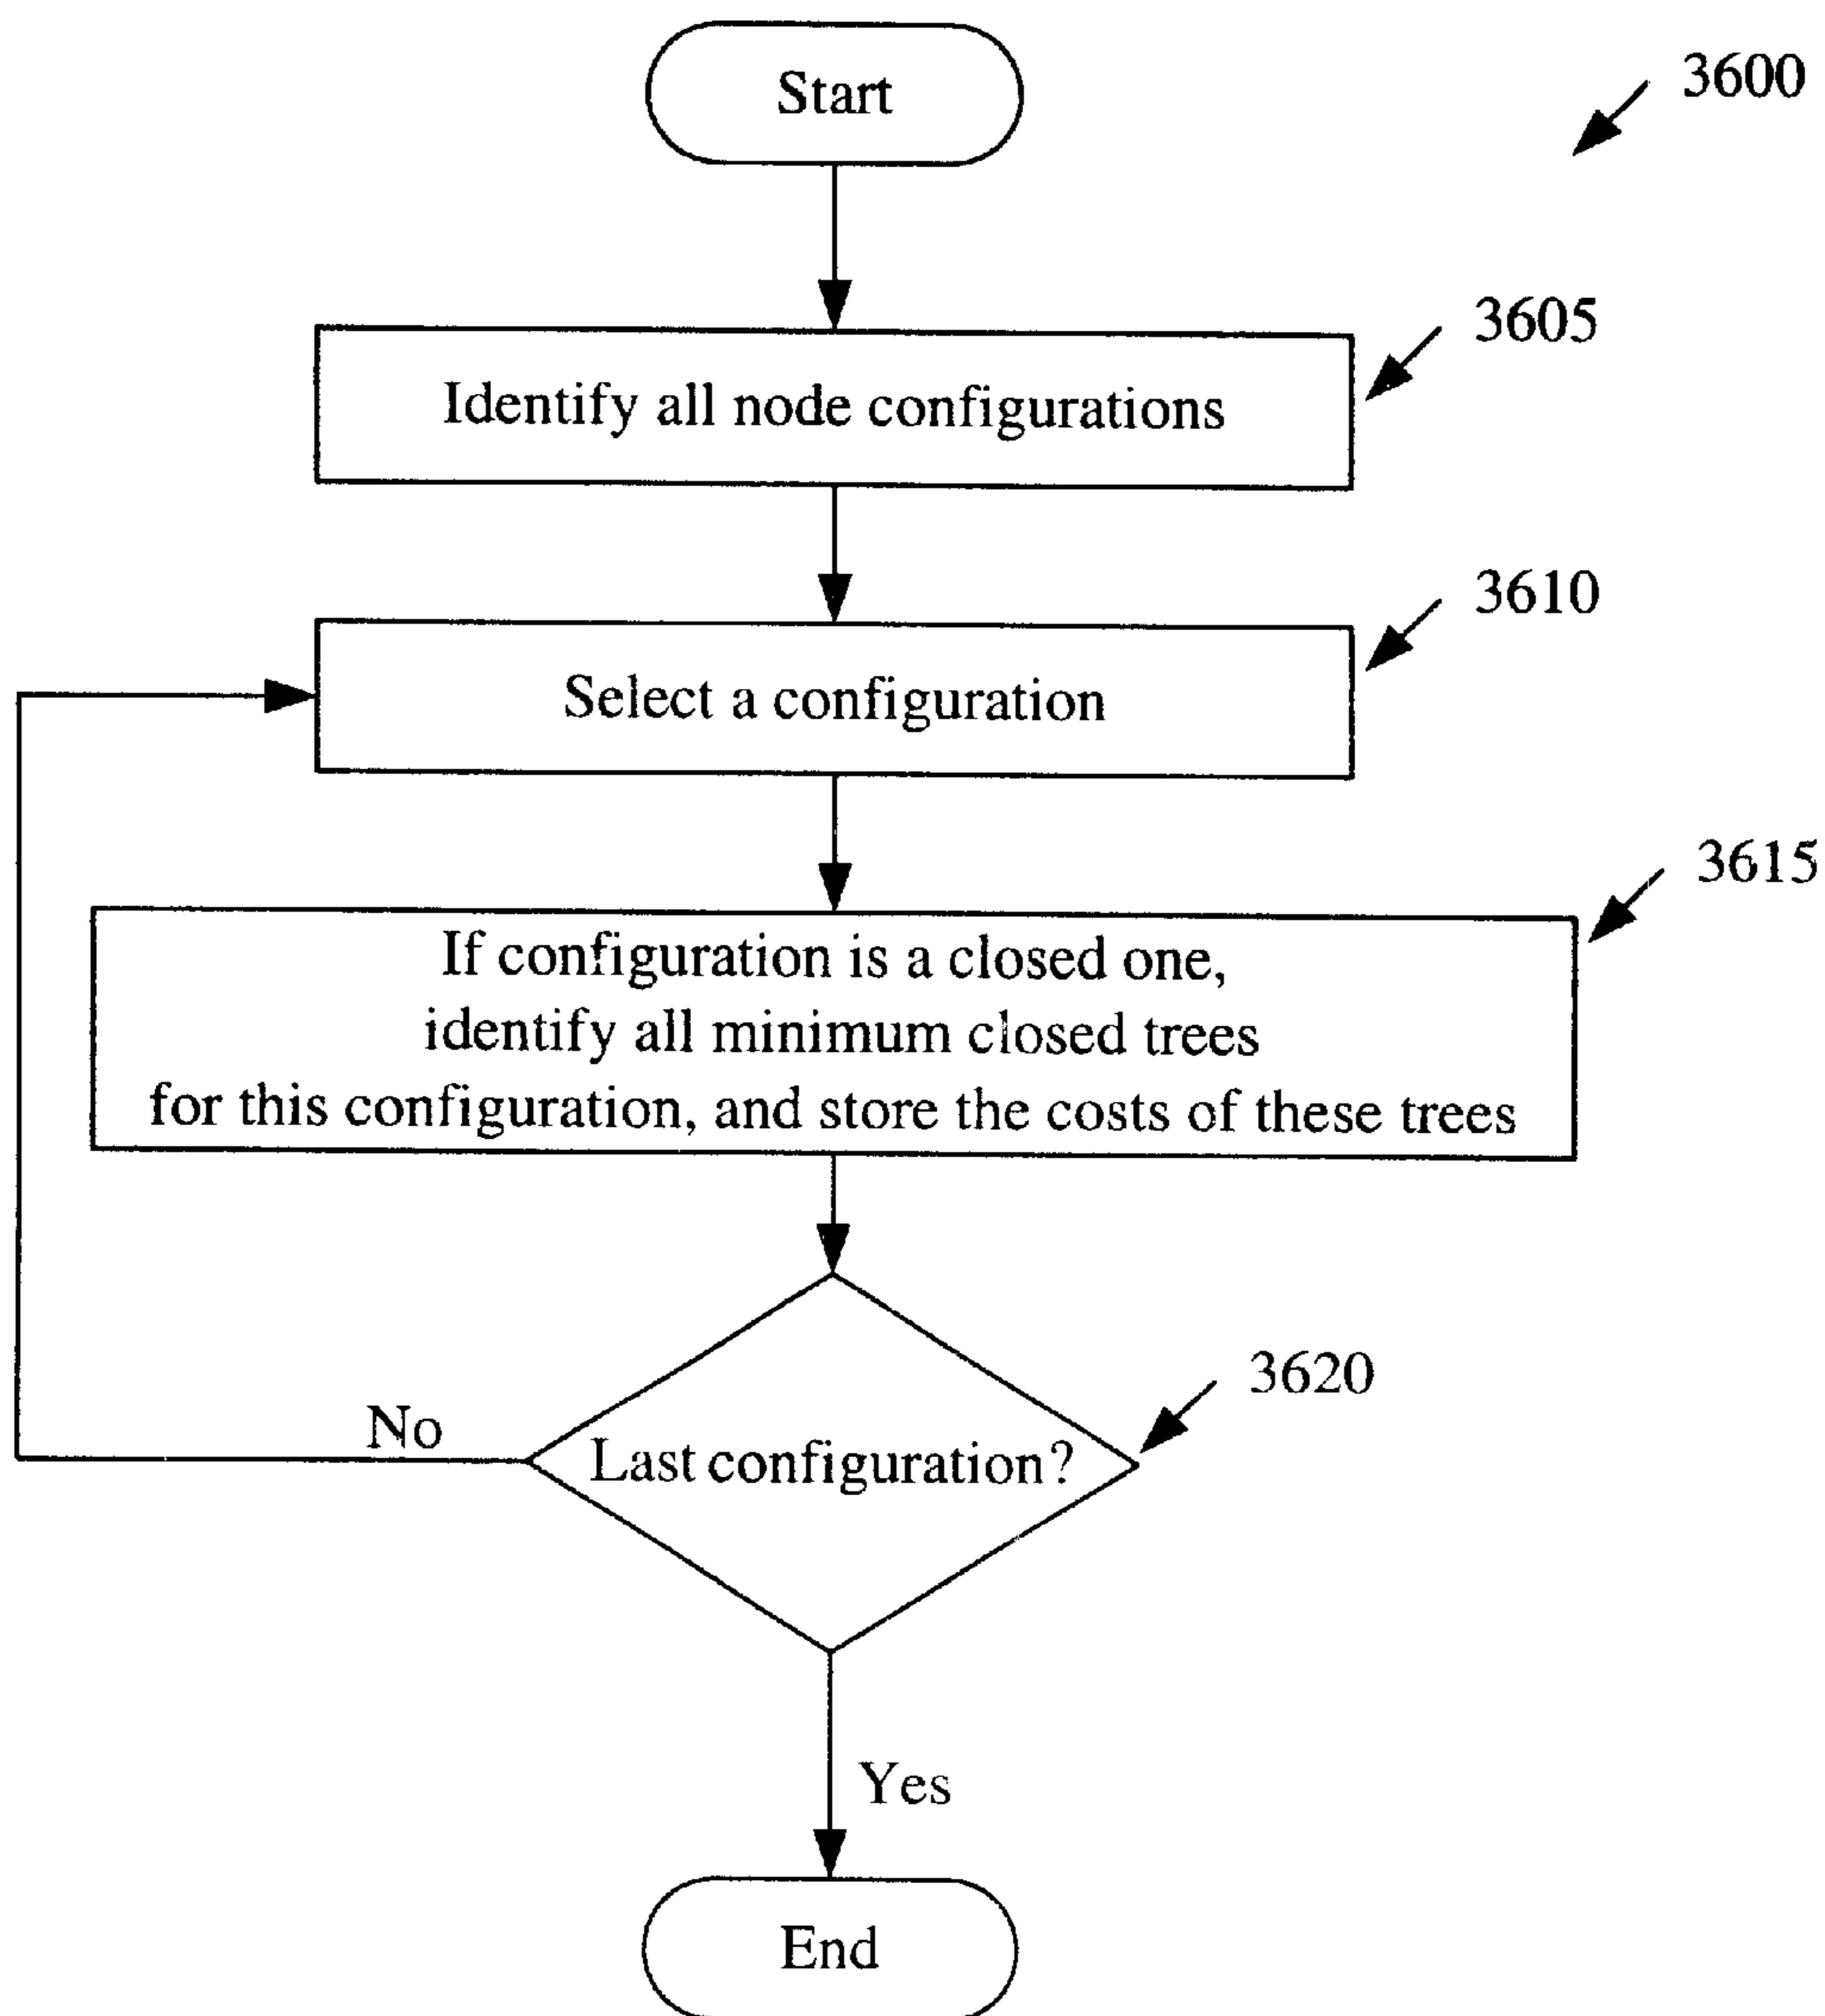 Start
3600
3605
Identify all node configurations
3610
Select a configuration
3615
If configuration is a closed one,
identify all minimum closed trees
for this configuration, and store the costs of these trees
3620
No
Last configuration?
Yes
End